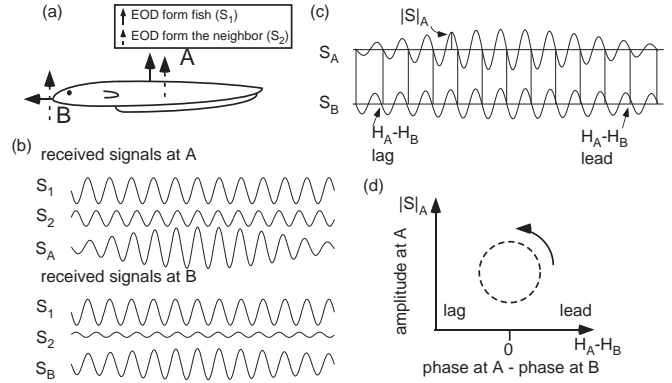 (a)
EOD form fish (S1)
EOD form the neighbor (S2)
A
B
(b)
received signals at A
S1
S2
SA
received signals at B
S1
S2
SB
(c)
|S|A
SA
SB
HA-HB
lag
HA-HB
lead
(d)
|S|A
amplitude at A
lag
lead
0
HA-HB
phase at A - phase at B